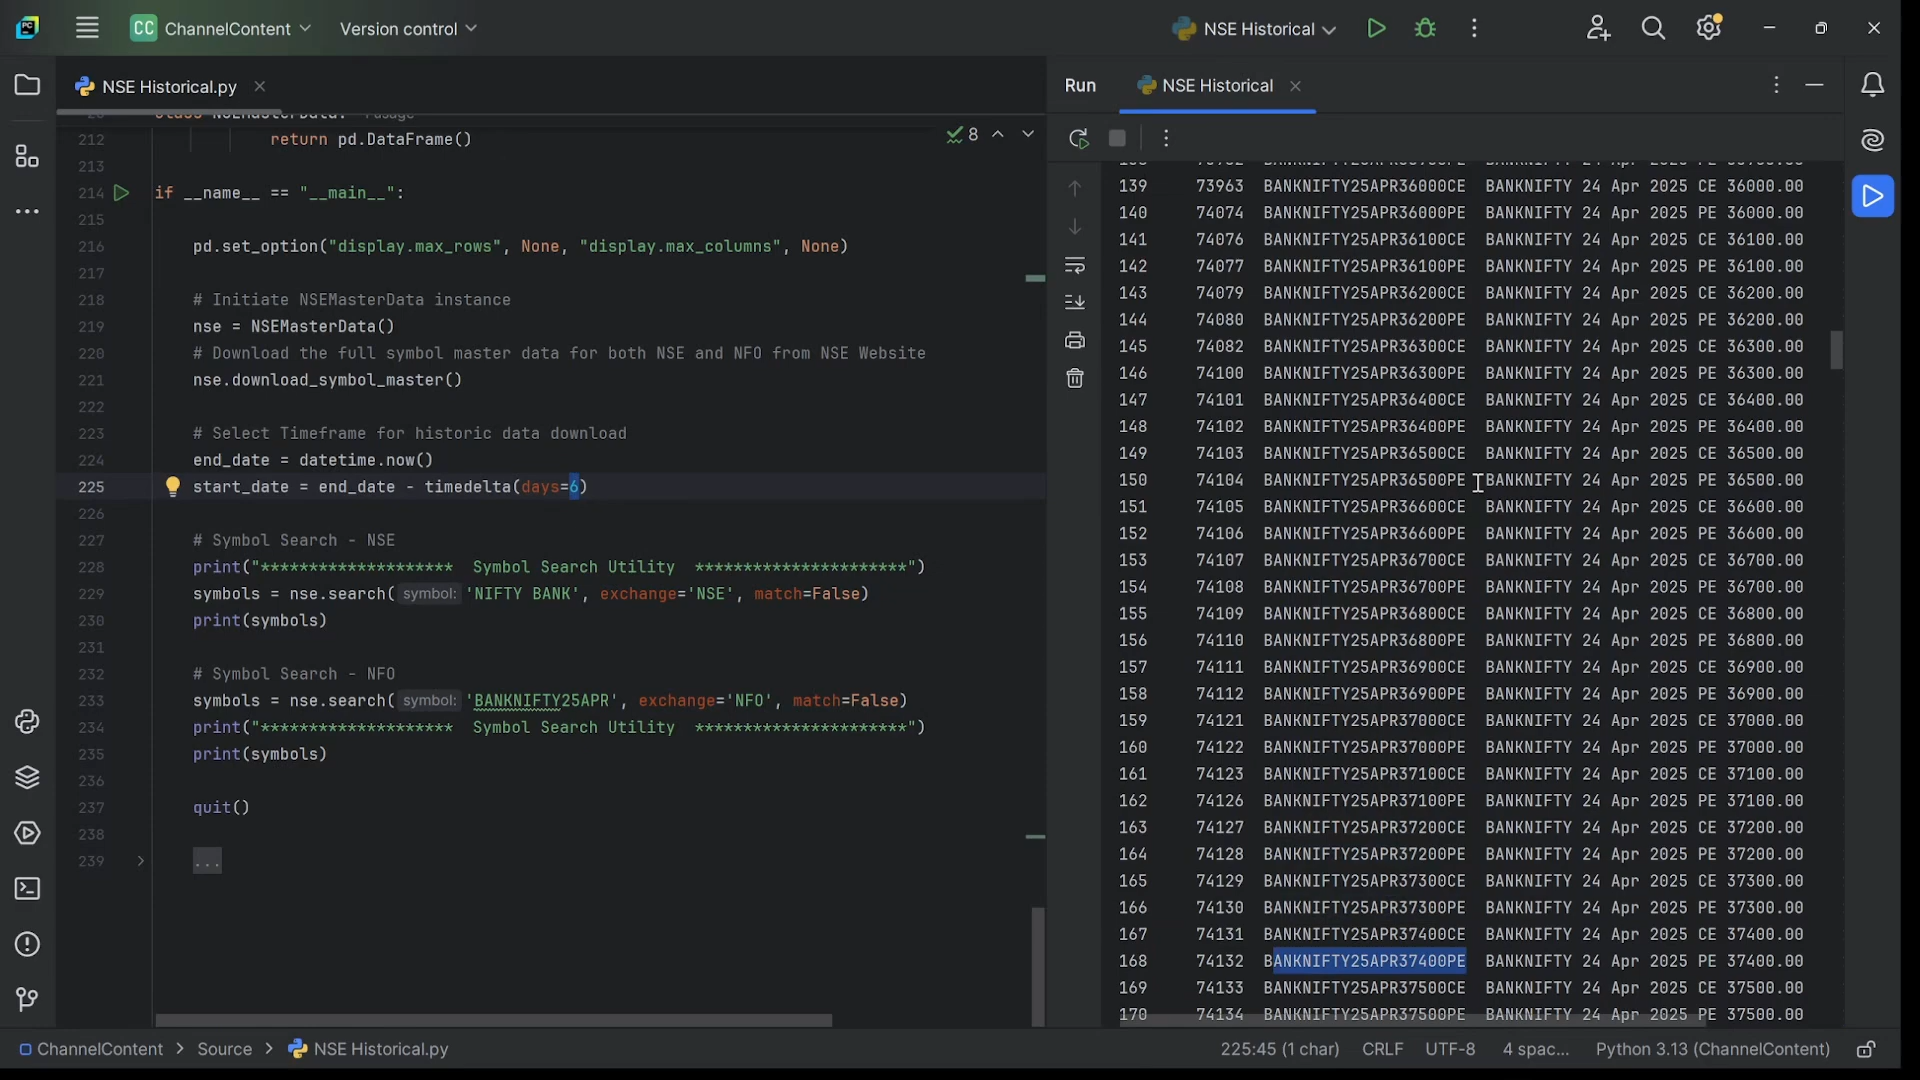 PC
CC ChannelContent
Version control
NSE Historical
NSE Historical.py
Run
NSE Historical
8
212 return pd.DataFrame()
213
214 if __name__ == "__main__":
215
216 pd.set_option("display.max_rows", None, "display.max_columns", None)
217
218 # Initiate NSEMasterData instance
219 nse = NSEMasterData()
220 # Download the full symbol master data for both NSE and NFO from NSE Website
221 nse.download_symbol_master()
222
223 # Select Timeframe for historic data download
224 end_date = datetime.now()
225 start_date = end_date - timedelta(days=6)
226
227 # Symbol Search - NSE
228 print("******************** Symbol Search Utility **********************")
229 symbols = nse.search( symbol: 'NIFTY BANK', exchange='NSE', match=False)
230 print(symbols)
231
232 # Symbol Search - NFO
233 symbols = nse.search( symbol: 'BANKNIFTY25APR', exchange='NFO', match=False)
234 print("******************** Symbol Search Utility **********************")
235 print(symbols)
236
237 quit()
238
239 ...
139 73963 BANKNIFTY25APR36000CE BANKNIFTY 24 Apr 2025 CE 36000.00
140 74074 BANKNIFTY25APR36000PE BANKNIFTY 24 Apr 2025 PE 36000.00
141 74076 BANKNIFTY25APR36100CE BANKNIFTY 24 Apr 2025 CE 36100.00
142 74077 BANKNIFTY25APR36100PE BANKNIFTY 24 Apr 2025 PE 36100.00
143 74079 BANKNIFTY25APR36200CE BANKNIFTY 24 Apr 2025 CE 36200.00
144 74080 BANKNIFTY25APR36200PE BANKNIFTY 24 Apr 2025 PE 36200.00
145 74082 BANKNIFTY25APR36300CE BANKNIFTY 24 Apr 2025 CE 36300.00
146 74100 BANKNIFTY25APR36300PE BANKNIFTY 24 Apr 2025 PE 36300.00
147 74101 BANKNIFTY25APR36400CE BANKNIFTY 24 Apr 2025 CE 36400.00
148 74102 BANKNIFTY25APR36400PE BANKNIFTY 24 Apr 2025 PE 36400.00
149 74103 BANKNIFTY25APR36500CE BANKNIFTY 24 Apr 2025 CE 36500.00
150 74104 BANKNIFTY25APR36500PE BANKNIFTY 24 Apr 2025 PE 36500.00
151 74105 BANKNIFTY25APR36600CE BANKNIFTY 24 Apr 2025 CE 36600.00
152 74106 BANKNIFTY25APR36600PE BANKNIFTY 24 Apr 2025 PE 36600.00
153 74107 BANKNIFTY25APR36700CE BANKNIFTY 24 Apr 2025 CE 36700.00
154 74108 BANKNIFTY25APR36700PE BANKNIFTY 24 Apr 2025 PE 36700.00
155 74109 BANKNIFTY25APR36800CE BANKNIFTY 24 Apr 2025 CE 36800.00
156 74110 BANKNIFTY25APR36800PE BANKNIFTY 24 Apr 2025 PE 36800.00
157 74111 BANKNIFTY25APR36900CE BANKNIFTY 24 Apr 2025 CE 36900.00
158 74112 BANKNIFTY25APR36900PE BANKNIFTY 24 Apr 2025 PE 36900.00
159 74121 BANKNIFTY25APR37000CE BANKNIFTY 24 Apr 2025 CE 37000.00
160 74122 BANKNIFTY25APR37000PE BANKNIFTY 24 Apr 2025 PE 37000.00
161 74123 BANKNIFTY25APR37100CE BANKNIFTY 24 Apr 2025 CE 37100.00
162 74126 BANKNIFTY25APR37100PE BANKNIFTY 24 Apr 2025 PE 37100.00
163 74127 BANKNIFTY25APR37200CE BANKNIFTY 24 Apr 2025 CE 37200.00
164 74128 BANKNIFTY25APR37200PE BANKNIFTY 24 Apr 2025 PE 37200.00
165 74129 BANKNIFTY25APR37300CE BANKNIFTY 24 Apr 2025 CE 37300.00
166 74130 BANKNIFTY25APR37300PE BANKNIFTY 24 Apr 2025 PE 37300.00
167 74131 BANKNIFTY25APR37400CE BANKNIFTY 24 Apr 2025 CE 37400.00
168 74132 BANKNIFTY25APR37400PE BANKNIFTY 24 Apr 2025 PE 37400.00
169 74133 BANKNIFTY25APR37500CE BANKNIFTY 24 Apr 2025 CE 37500.00
170 74134 BANKNIFTY25APR37500PE BANKNIFTY 24 Apr 2025 PE 37500.00
ChannelContent > Source > NSE Historical.py
225:45 (1 char) CRLF UTF-8 4 spac... Python 3.13 (ChannelContent)